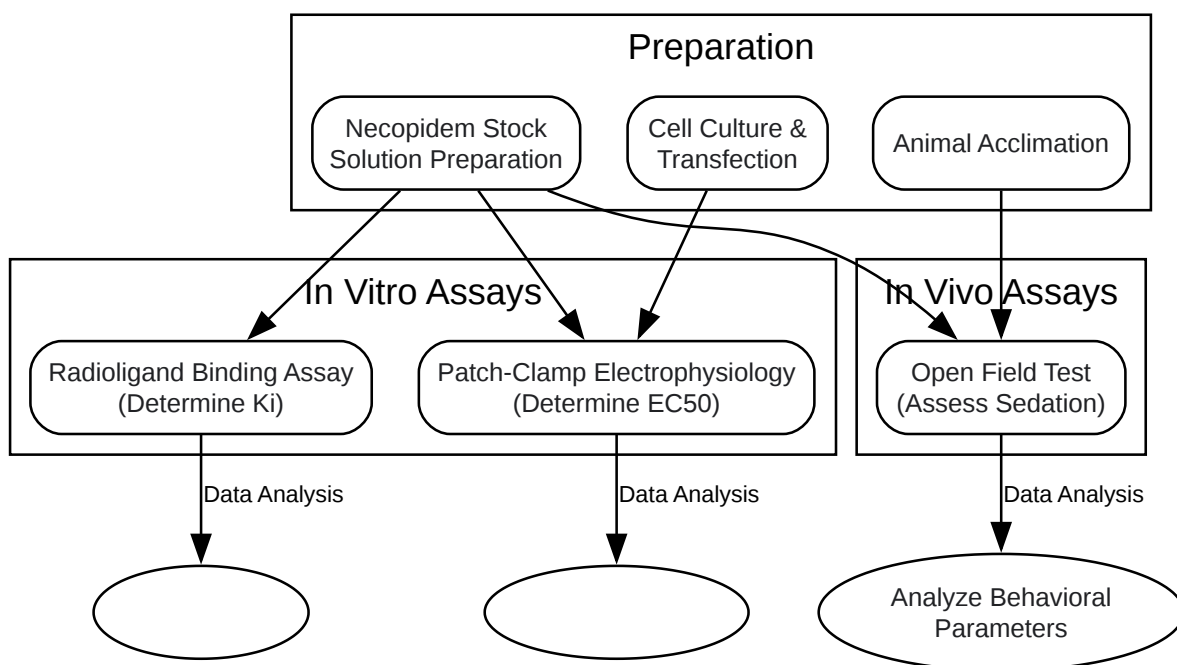 Preparation
Necopidem Stock
Solution Preparation
Cell Culture &
Transfection
Animal Acclimation
In Vitro Assays
In Vivo Assays
Radioligand Binding Assay
(Determine Ki)
Patch-Clamp Electrophysiology
(Determine EC50)
Open Field Test
(Assess Sedation)
Data Analysis
Data Analysis
Data Analysis
Analyze Behavioral
Parameters